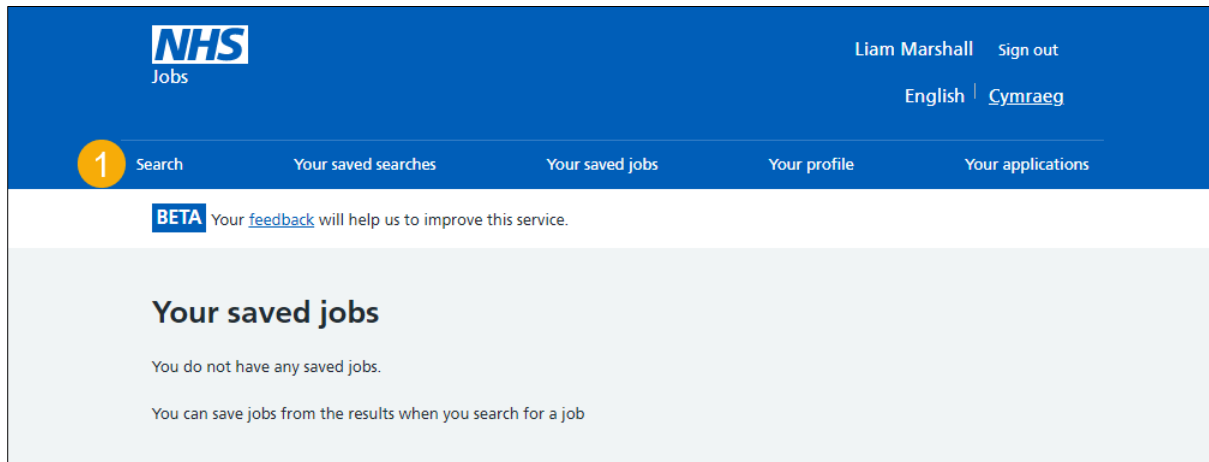 NHS
Jobs
Liam Marshall Sign out
English Cymraeg
1 Search Your saved searches Your saved jobs Your profile Your applications
BETA Your feedback will help us to improve this service.
Your saved jobs
You do not have any saved jobs.
You can save jobs from the results when you search for a job